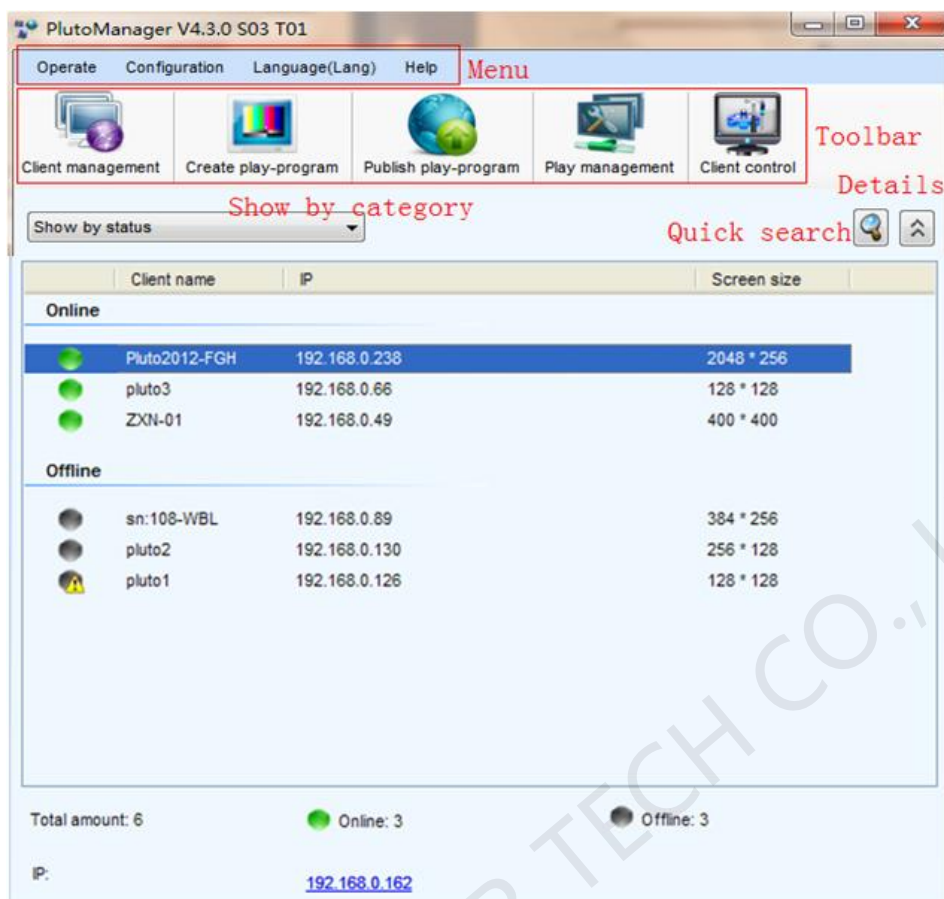 PlutoManager V4.3.0 S03 T01
Operate Configuration Language(Lang) Help Menu
Client management Create play-program Publish play-program Play management Client control Toolbar
Details
Show by category
Show by status Quick search
Client name IP Screen size
Online
Pluto2012-FGH 192.168.0.238 2048 * 256
pluto3 192.168.0.66 128 * 128
ZXN-01 192.168.0.49 400 * 400
Offline
sn:108-WBL 192.168.0.89 384 * 256
pluto2 192.168.0.130 256 * 128
pluto1 192.168.0.126 128 * 128
Total amount: 6 Online: 3 Offline: 3
IP: 192.168.0.162
TECH CO.,